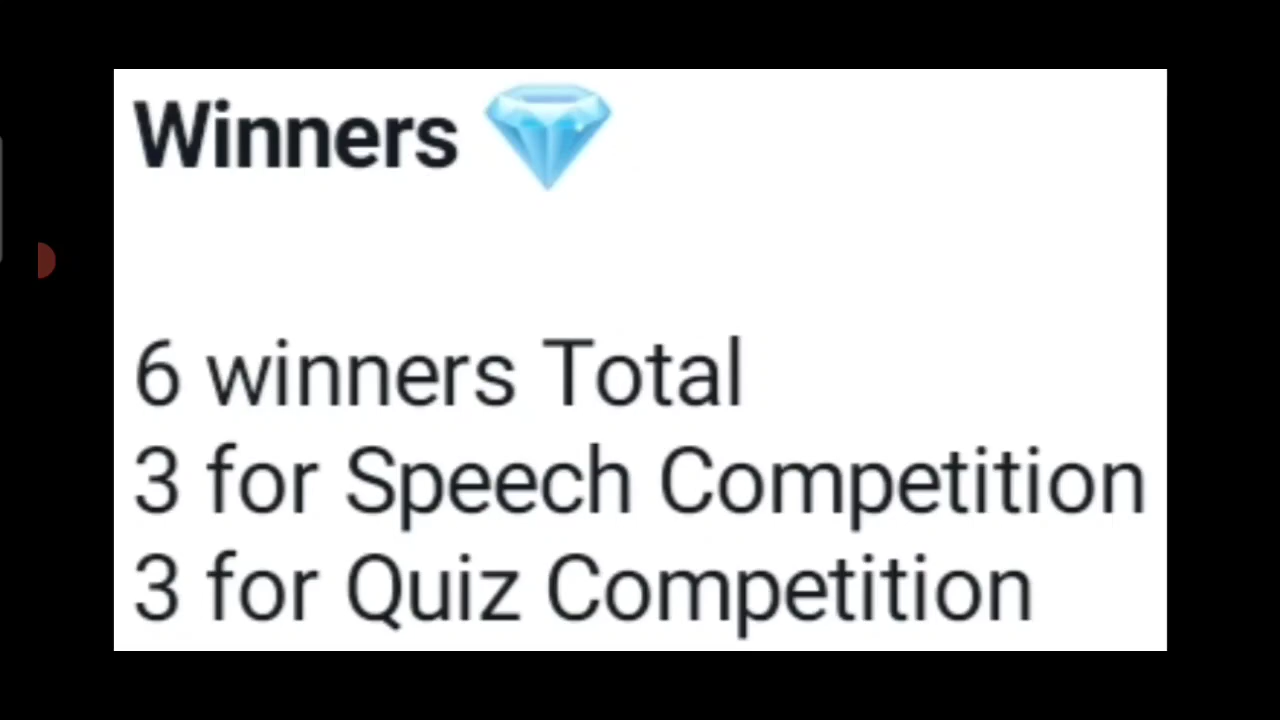 Winners 💎
6 winners Total
3 for Speech Competition
3 for Quiz Competition